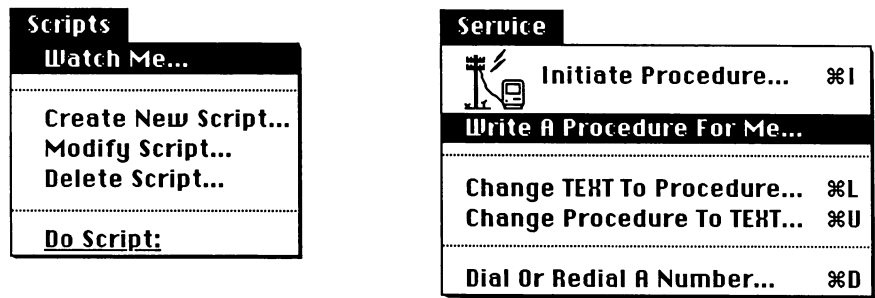 Scripts
Watch Me...
Create New Script...
Modify Script...
Delete Script...
Do Script:
Service
Initiate Procedure... ⌘I
Write A Procedure For Me...
Change TEXT To Procedure... ⌘L
Change Procedure To TEXT... ⌘U
Dial Or Redial A Number... ⌘D